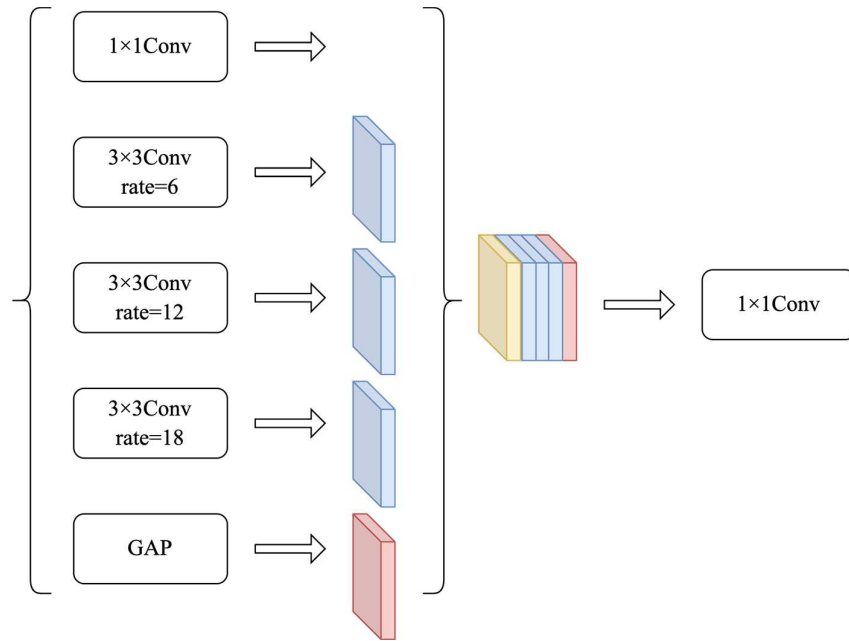 1×1Conv
3×3Conv
rate=6
3×3Conv
rate=12
3×3Conv
rate=18
GAP
1×1Conv